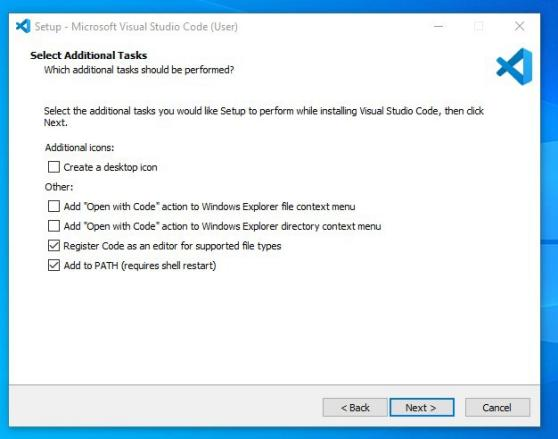 Setup - Microsoft Visual Studio Code (User)
Select Additional Tasks
Which additional tasks should be performed?
Select the additional tasks you would like Setup to perform while installing Visual Studio Code, then click
Next.
Additional icons:
Create a desktop icon
Other:
Add "Open with Code" action to Windows Explorer file context menu
Add "Open with Code" action to Windows Explorer directory context menu
Register Code as an editor for supported file types
Add to PATH (requires shell restart)
< Back
Next >
Cancel